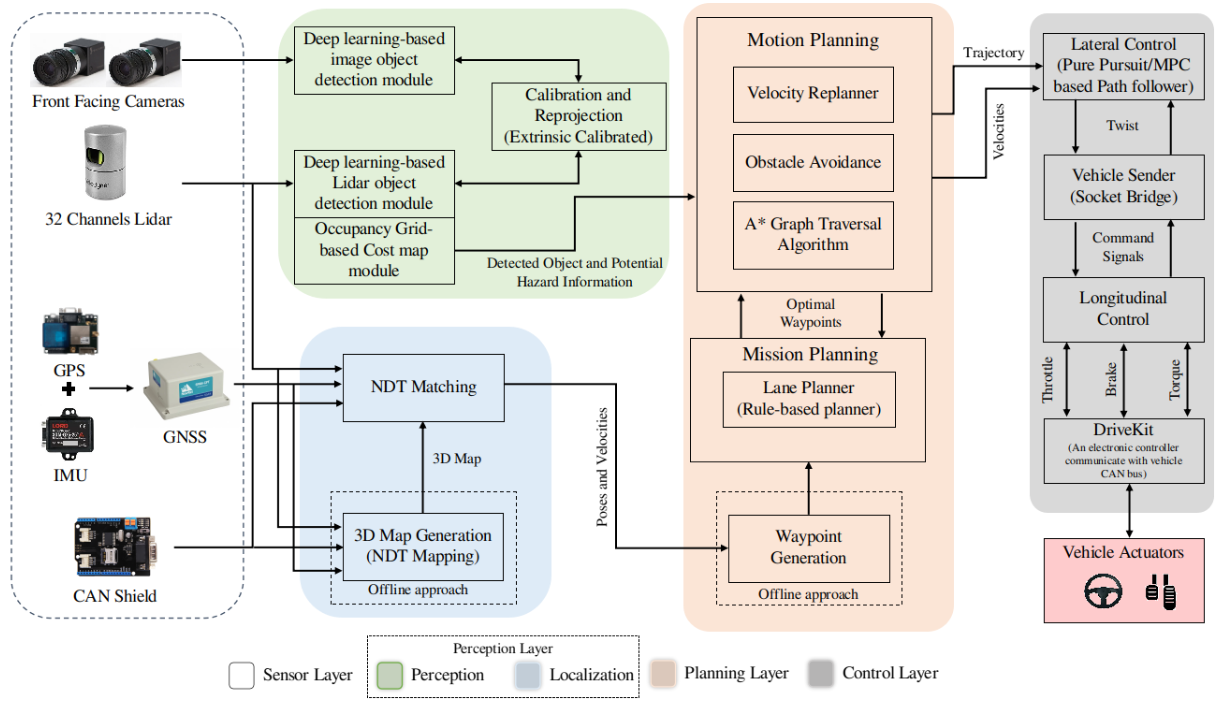 Front Facing Cameras
32 Channels Lidar
GPS
+
IMU
GNSS
CAN Shield
Deep learning-based
image object
detection module
Calibration and
Reprojection
(Extrinsic Calibrated)
Deep learning-based
Lidar object
detection module
Occupancy Grid-
based Cost map
module
Detected Object and Potential
Hazard Information
NDT Matching
3D Map
3D Map Generation
(NDT Mapping)
Offline approach
Poses and Velocities
Motion Planning
Velocity Replanner
Obstacle Avoidance
A* Graph Traversal
Algorithm
Optimal
Waypoints
Mission Planning
Lane Planner
(Rule-based planner)
Waypoint
Generation
Offline approach
Trajectory
Velocities
Lateral Control
(Pure Pursuit/MPC
based Path follower)
Twist
Vehicle Sender
(Socket Bridge)
Command
Signals
Longitudinal
Control
Throttle
Brake
Torque
DriveKit
(An electronic controller
communicate with vehicle
CAN bus)
Vehicle Actuators
Perception Layer
Sensor Layer
Perception
Localization
Planning Layer
Control Layer